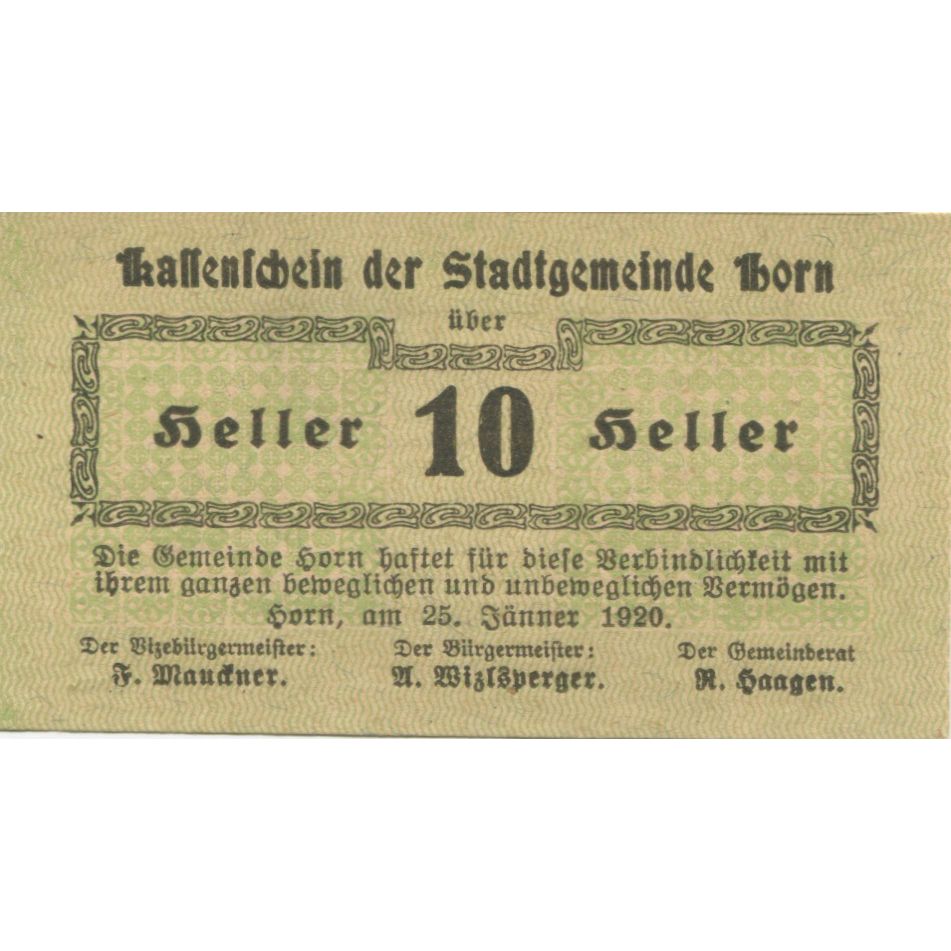 Kassenschein der Stadtgemeinde Horn
über
Heller 10 Heller
Die Gemeinde Horn haftet für diese Verbindlichkeit mit
ihrem ganzen beweglichen und unbeweglichen Vermögen.
Horn, am 25. Jänner 1920.
Der Vizebürgermeister: Der Bürgermeister: Der Gemeinderat
F. Mauckner. A. Wizlsperger. R. Haagen.